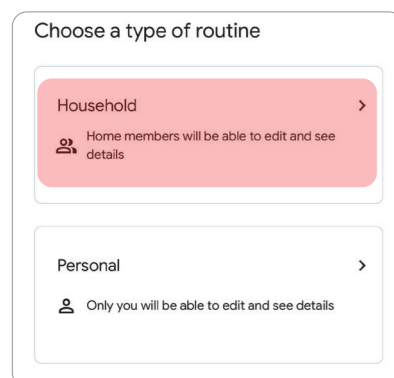 Choose a type of routine
Household
Home members will be able to edit and see
details
Personal
Only you will be able to edit and see details